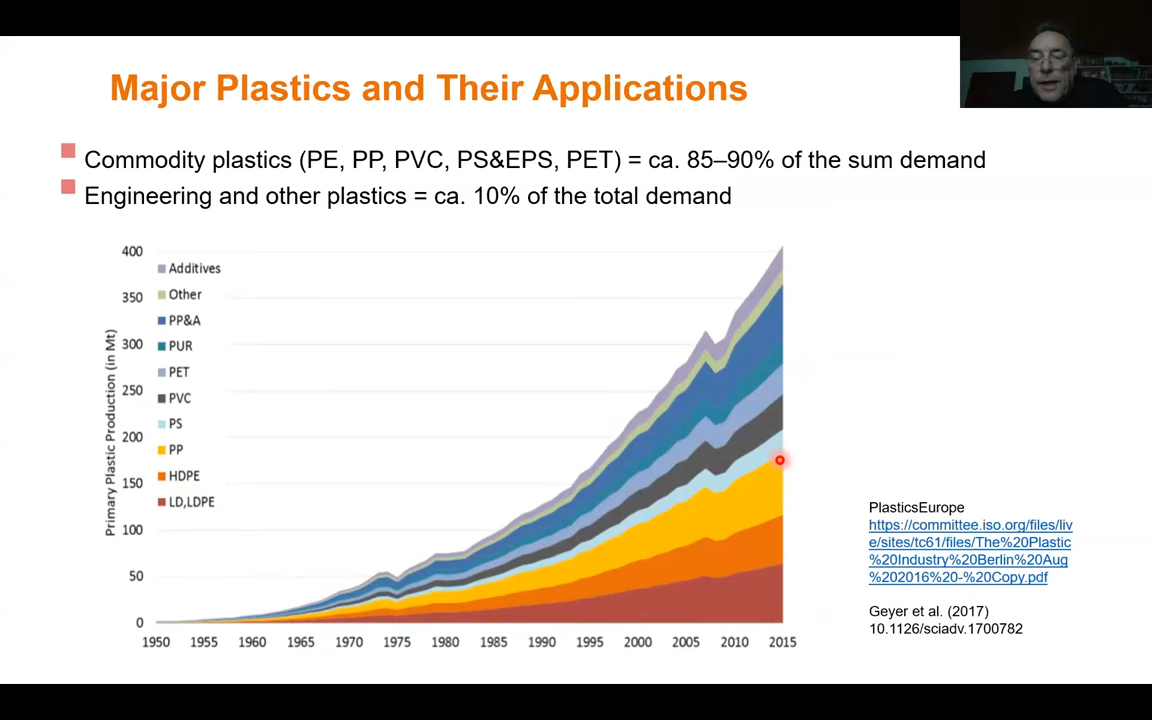 Major Plastics and Their Applications
Commodity plastics (PE, PP, PVC, PS&EPS, PET) = ca. 85–90% of the sum demand
Engineering and other plastics = ca. 10% of the total demand
Primary Plastic Production (in Mt)
400
350
300
250
200
150
100
50
0
Additives
Other
PP&A
PUR
PET
PVC
PS
PP
HDPE
LD,LDPE
1950 1955 1960 1965 1970 1975 1980 1985 1990 1995 2000 2005 2010 2015
PlasticsEurope
https://committee.iso.org/files/liv
e/sites/tc61/files/The%20Plastic
%20Industry%20Berlin%20Aug
%202016%20-%20Copy.pdf
Geyer et al. (2017)
10.1126/sciadv.1700782